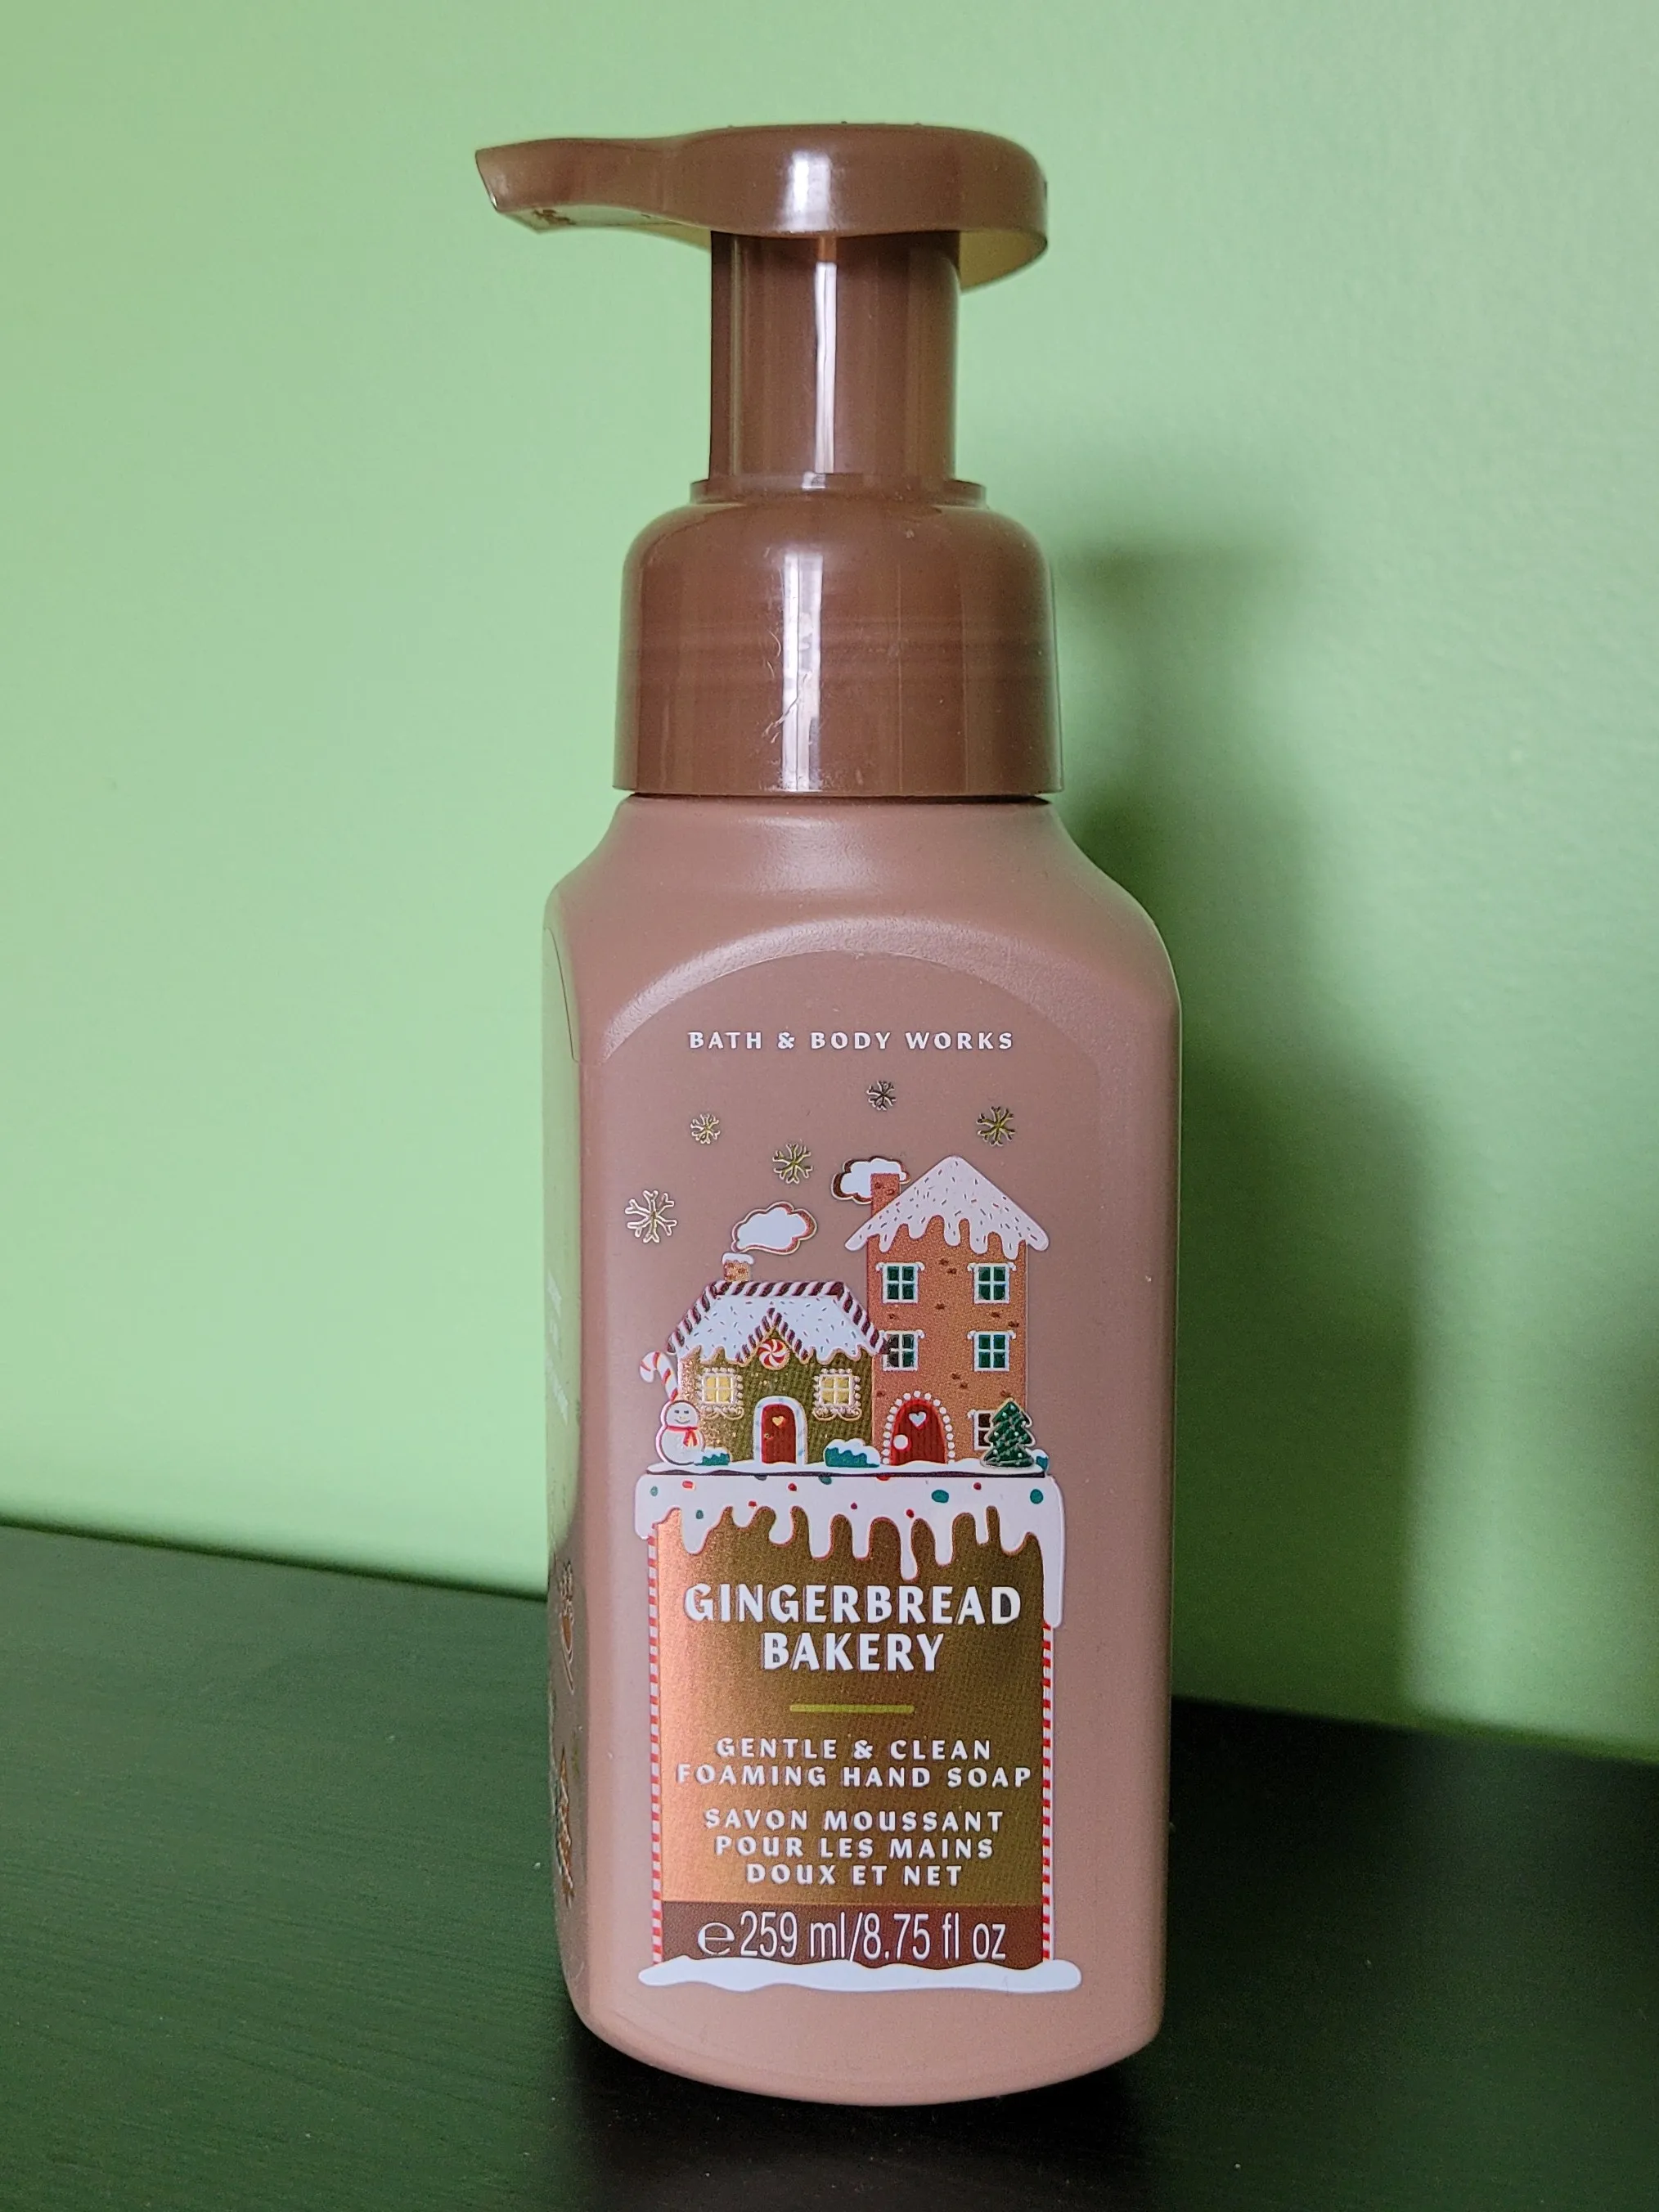 BATH & BODY WORKS
GINGERBREAD
BAKERY
GENTLE & CLEAN
FOAMING HAND SOAP
SAVON MOUSSANT
POUR LES MAINS
DOUX ET NET
℮ 259 ml/8.75 fl oz